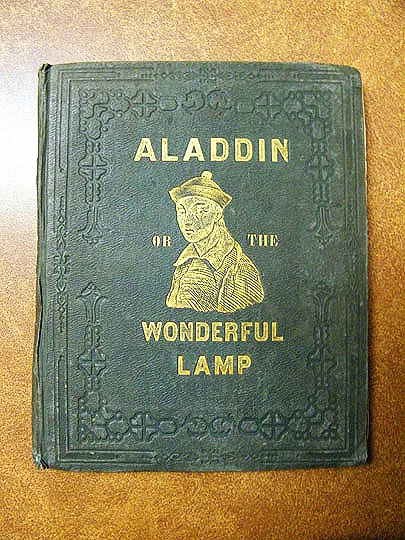 ALADDIN
OR THE
WONDERFUL
LAMP